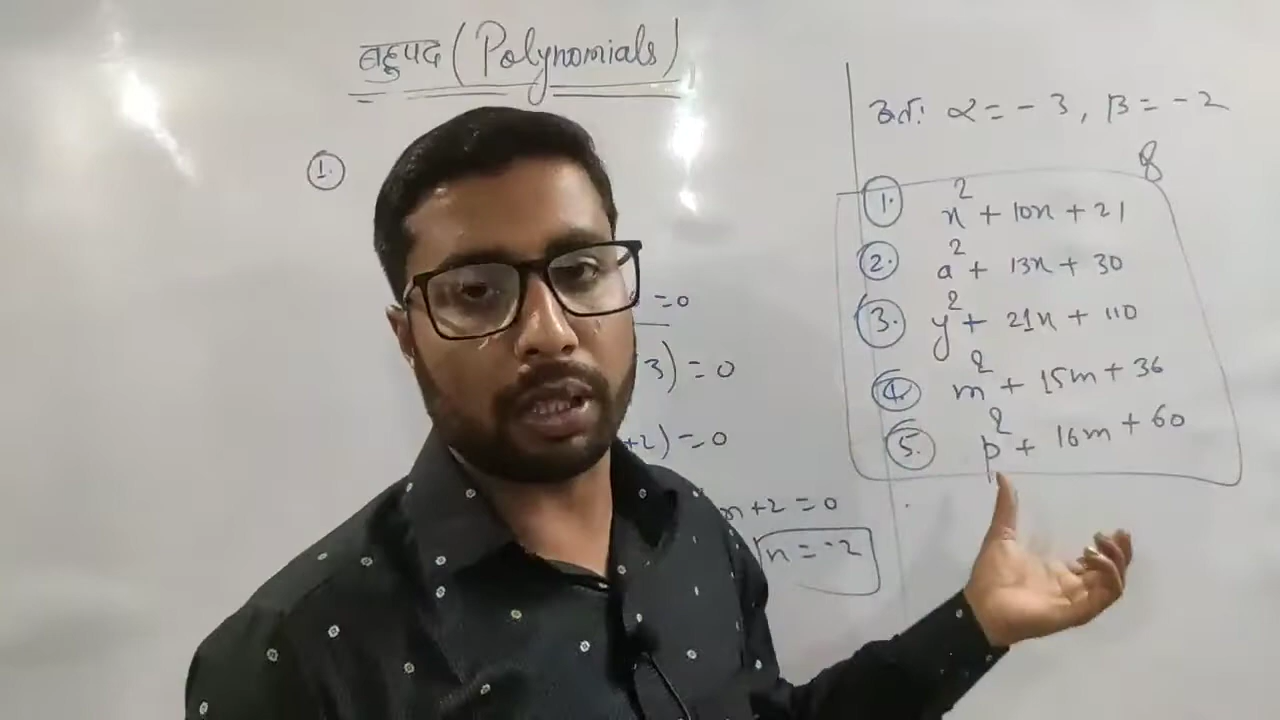 बहुपद (Polynomials)
1.
=0
3) = 0
+2) = 0
n+2 = 0
x = -2
अतः α = -3, β = -2
8
1. x² + 10x + 21
2. a² + 13x + 30
3. y² + 21x + 110
4. m² + 15m + 36
5. p² + 16m + 60